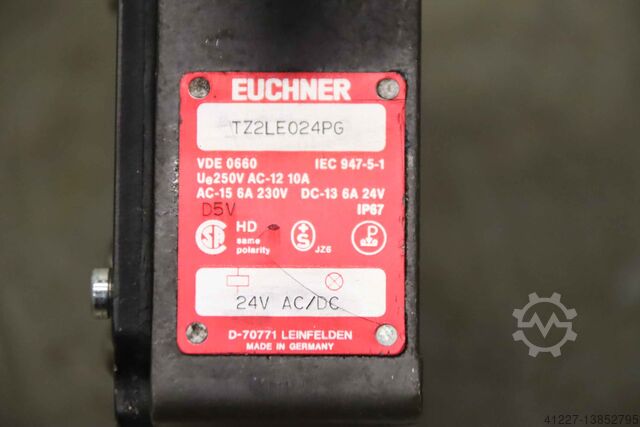 EUCHNER
TZ2LE024PG
VDE 0660 IEC 947-5-1
Ue250V AC-12 10A
AC-15 6A 230V DC-13 6A 24V
D5V IP67
SA HD same polarity S JZ6 P
24V AC/DC
D-70771 LEINFELDEN
MADE IN GERMANY
41227-13852795